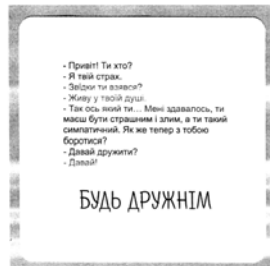 - Привіт! Ти хто?
- Я твій страх.
- Звідки ти взявся?
- Живу у твоїй душі.
- Так ось який ти... Мені здавалось, ти
маєш бути страшним і злим, а ти такий
симпатичний. Як же тепер з тобою
боротися?
- Давай дружити?
- Давай!
БУДЬ ДРУЖНІМ